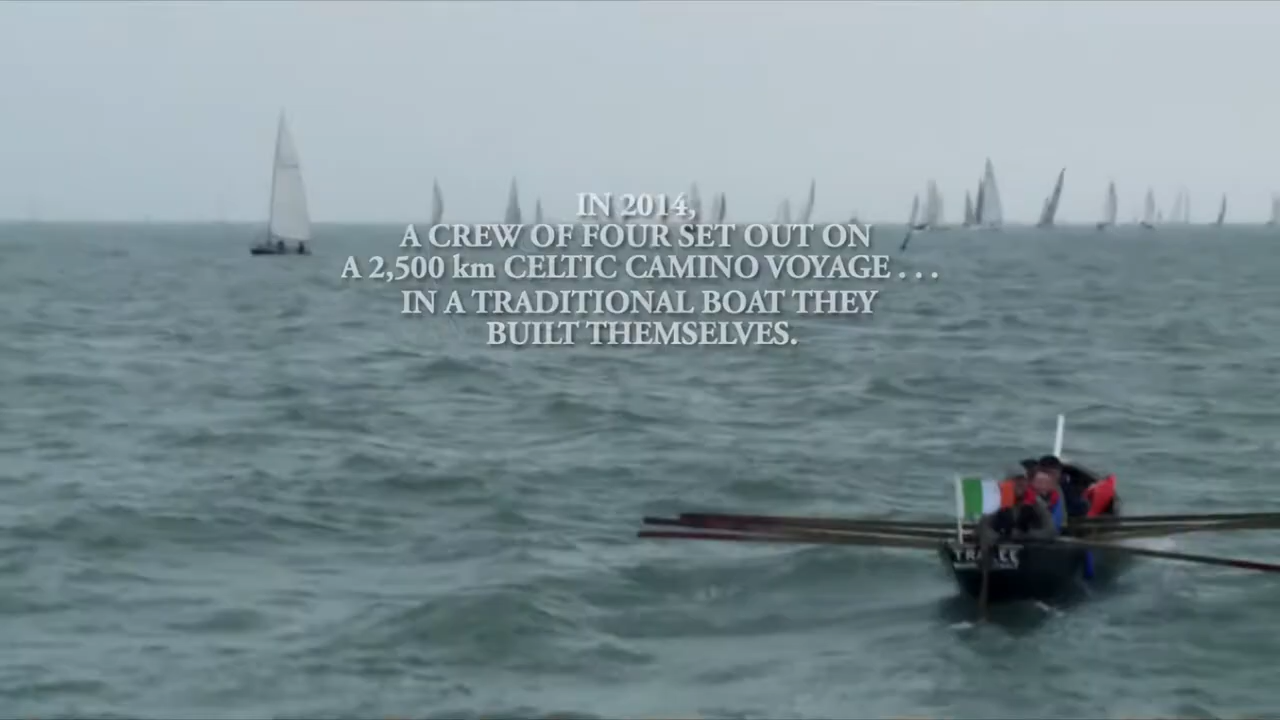 IN 2014,
A CREW OF FOUR SET OUT ON
A 2,500 km CELTIC CAMINO VOYAGE . . .
IN A TRADITIONAL BOAT THEY
BUILT THEMSELVES.
TRALEE